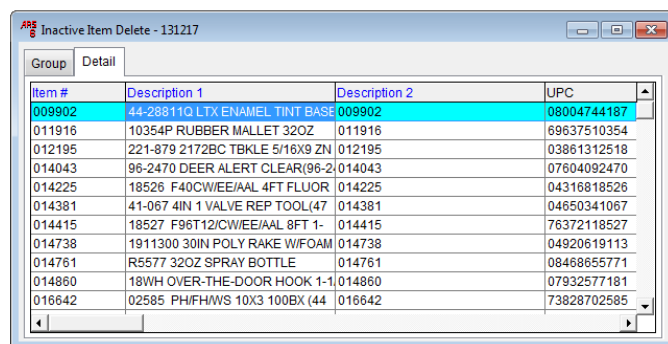 ARS Inactive Item Delete - 131217
Group Detail
Item # Description 1 Description 2 UPC
009902 44-28811Q LTX ENAMEL TINT BASE 009902 08004744187
011916 10354P RUBBER MALLET 32OZ 011916 69637510354
012195 221-879 2172BC TBKLE 5/16X9 ZN 012195 03861312518
014043 96-2470 DEER ALERT CLEAR(96-2 014043 07604092470
014225 18526 F40CW/EE/AAL 4FT FLUOR 014225 04316818526
014381 41-067 4IN 1 VALVE REP TOOL(47 014381 04650341067
014415 18527 F96T12/CW/EE/AAL 8FT 1- 014415 76372118527
014738 1911300 30IN POLY RAKE W/FOAM 014738 04920619113
014761 R5577 32OZ SPRAY BOTTLE 014761 08468655771
014860 18WH OVER-THE-DOOR HOOK 1-1 014860 07932577181
016642 02585 PH/FH/WS 10X3 100BX (44 016642 73828702585